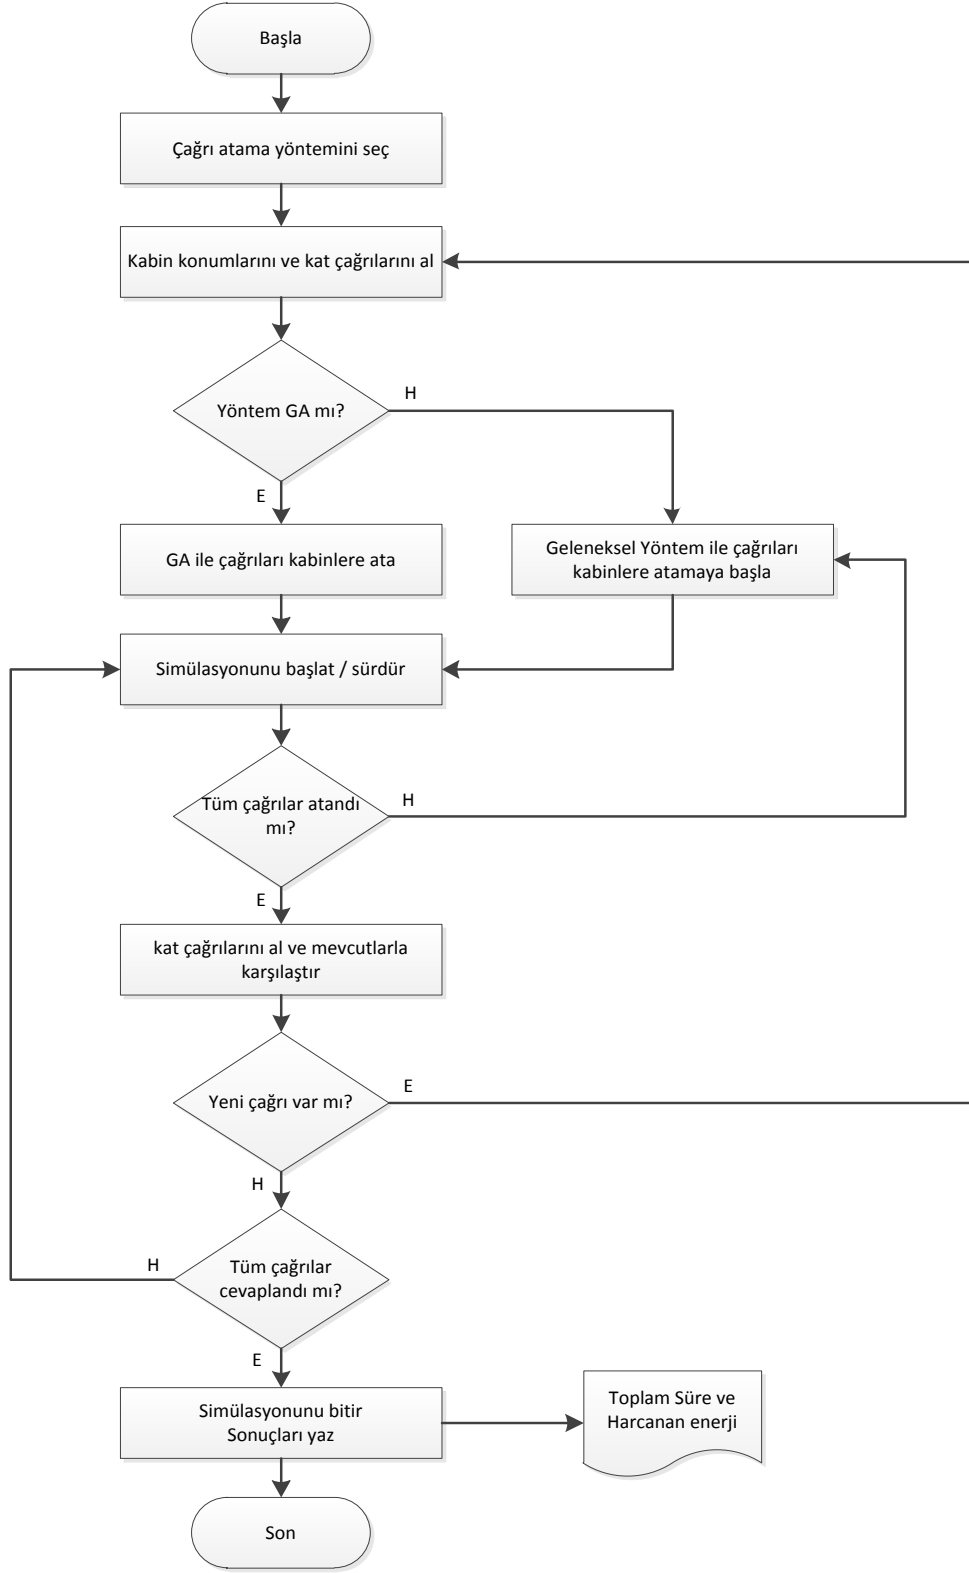 Başla
Çağrı atama yöntemini seç
Kabin konumlarını ve kat çağrılarını al
Yöntem GA mı?
H
E
GA ile çağrıları kabinlere ata
Geleneksel Yöntem ile çağrıları
kabinlere atamaya başla
Simülasyonunu başlat / sürdür
Tüm çağrılar atandı
mı?
H
E
kat çağrılarını al ve mevcutlarla
karşılaştır
Yeni çağrı var mı?
E
H
Tüm çağrılar
cevaplandı mı?
H
E
Simülasyonunu bitir
Sonuçları yaz
Toplam Süre ve
Harcanan enerji
Son